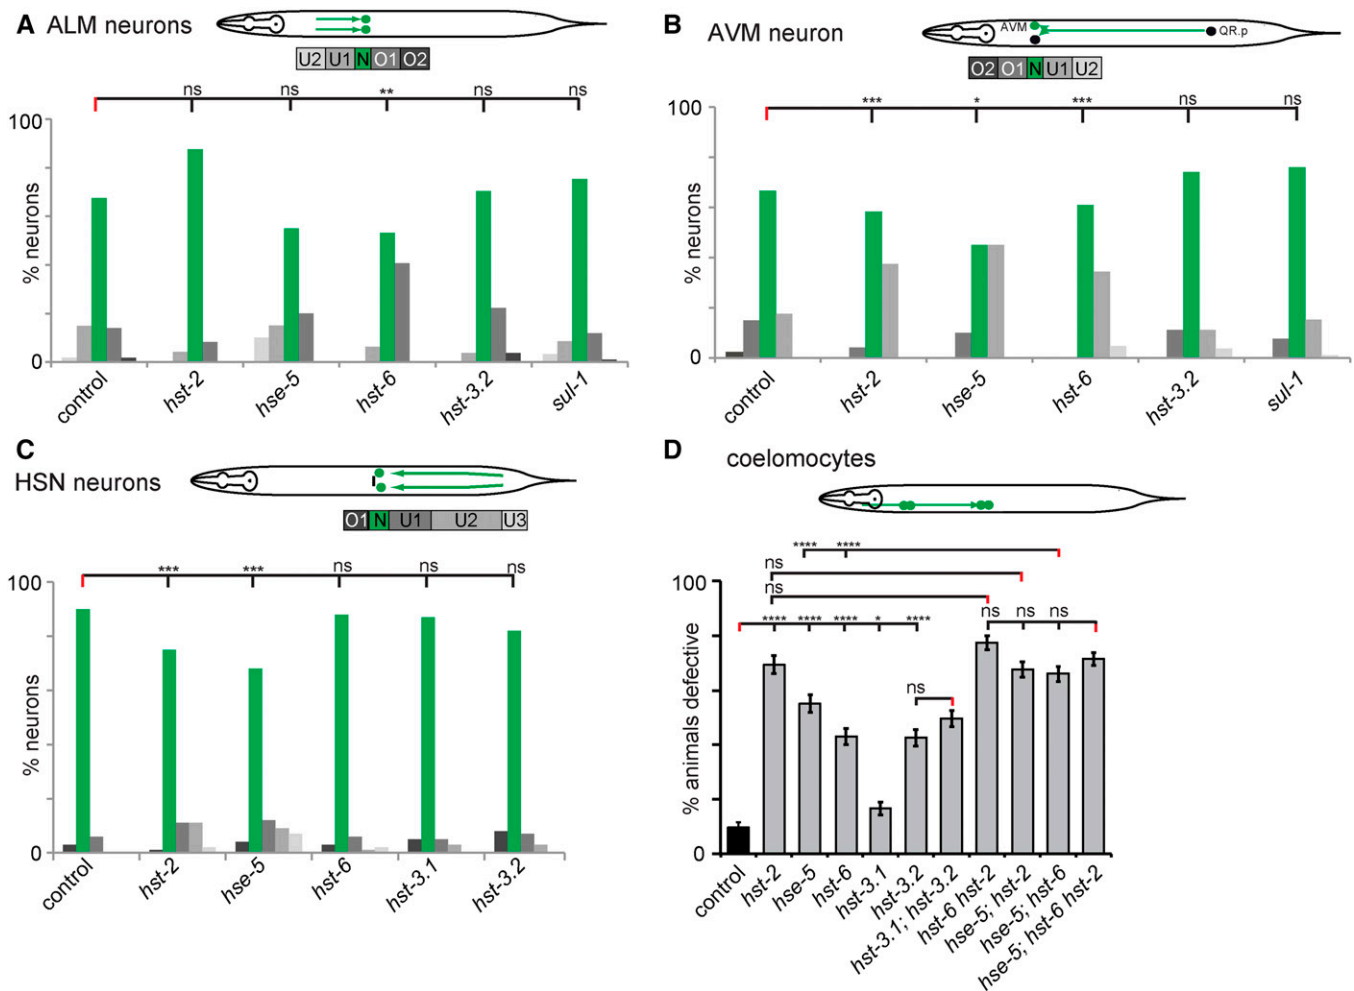 A ALM neurons
U2 U1 N O1 O2
ns ns ** ns ns
100
% neurons
0
control hst-2 hse-5 hst-6 hst-3.2 sul-1
B AVM neuron
AVM QR.p
O2 O1 N U1 U2
*** * *** ns ns
100
% neurons
0
control hst-2 hse-5 hst-6 hst-3.2 sul-1
C
HSN neurons
O1 N U1 U2 U3
*** *** ns ns ns
100
% neurons
0
control hst-2 hse-5 hst-6 hst-3.1 hst-3.2
D
coelomocytes
**** ****
ns
ns
**** **** **** * ****
ns ns ns
ns
100
% animals defective
0
control hst-2 hse-5 hst-6 hst-3.1 hst-3.2 hst-3.1; hst-3.2 hst-6 hst-2 hse-5; hst-2 hse-5; hst-6 hse-5; hst-6 hst-2